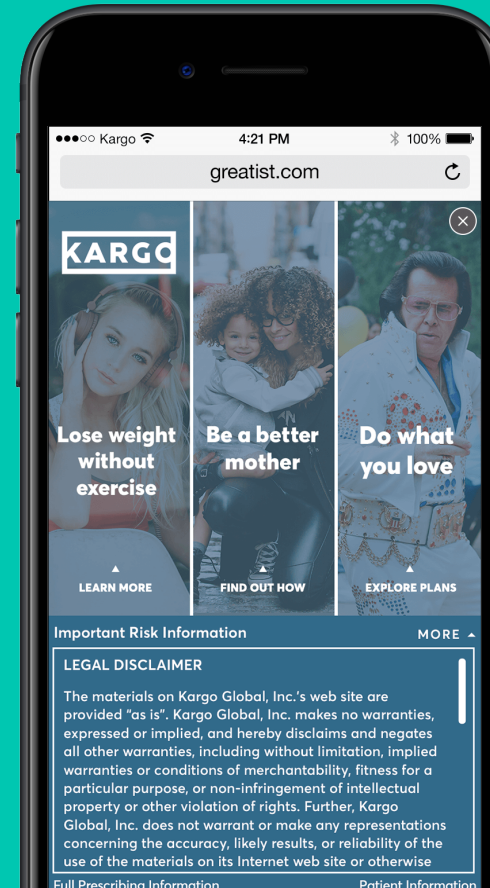 Kargo
4:21 PM
100%
greatist.com
KARGO
Lose weight
without
exercise
LEARN MORE
Be a better
mother
FIND OUT HOW
Do what
you love
EXPLORE PLANS
Important Risk Information
MORE
LEGAL DISCLAIMER
The materials on Kargo Global, Inc.'s web site are
provided "as is". Kargo Global, Inc. makes no warranties,
expressed or implied, and hereby disclaims and negates
all other warranties, including without limitation, implied
warranties or conditions of merchantability, fitness for a
particular purpose, or non-infringement of intellectual
property or other violation of rights. Further, Kargo
Global, Inc. does not warrant or make any representations
concerning the accuracy, likely results, or reliability of the
use of the materials on its Internet web site or otherwise
Full Prescribing Information
Patient Information